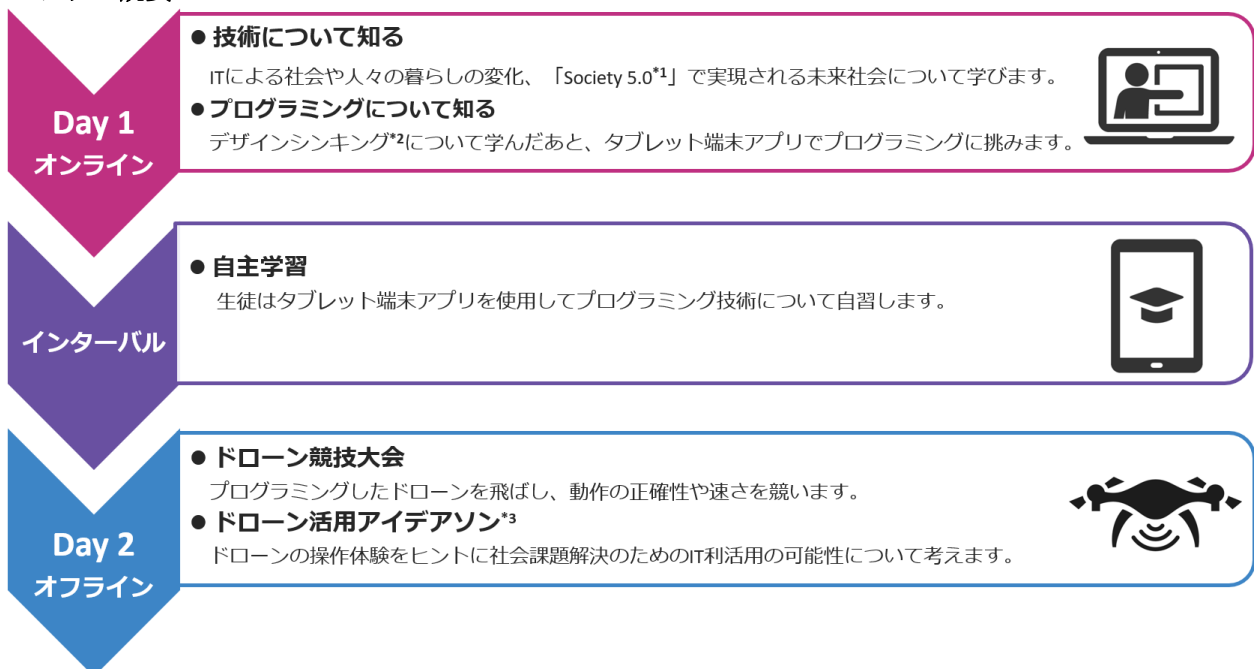 Day 1
オンライン
● 技術について知る
ITによる社会や人々の暮らしの変化、「Society 5.0*1」で実現される未来社会について学びます。
● プログラミングについて知る
デザインシンキング*2について学んだあと、タブレット端末アプリでプログラミングに挑みます。
インターバル
● 自主学習
生徒はタブレット端末アプリを使用してプログラミング技術について自習します。
Day 2
オフライン
● ドローン競技大会
プログラミングしたドローンを飛ばし、動作の正確性や速さを競います。
● ドローン活用アイデアソン*3
ドローンの操作体験をヒントに社会課題解決のためのIT利活用の可能性について考えます。